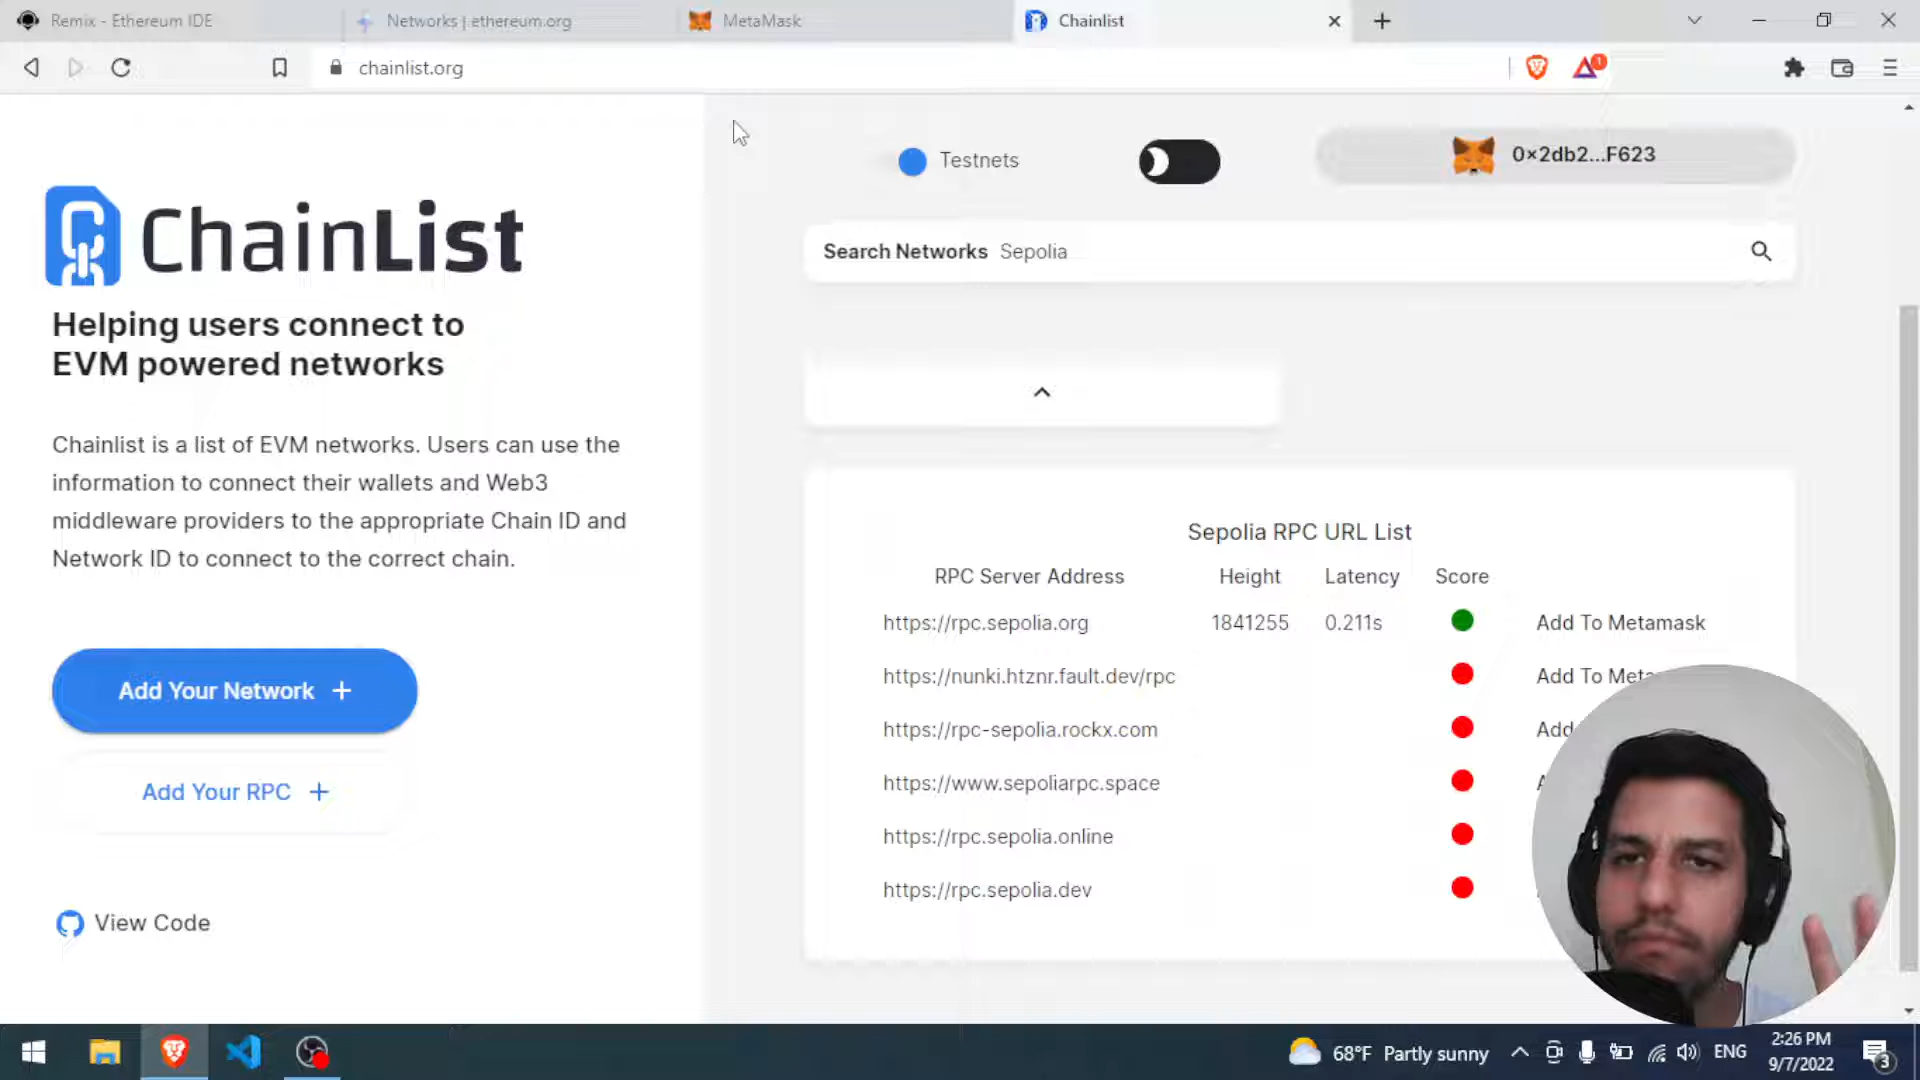 Remix - Ethereum IDE
Networks | ethereum.org
MetaMask
Chainlist
chainlist.org
1
Testnets
0×2db2...F623
ChainList
Search Networks Sepolia
Helping users connect to
EVM powered networks
Chainlist is a list of EVM networks. Users can use the
information to connect their wallets and Web3
middleware providers to the appropriate Chain ID and
Network ID to connect to the correct chain.
Add Your Network +
Add Your RPC +
View Code
Sepolia RPC URL List
RPC Server Address Height Latency Score
https://rpc.sepolia.org 1841255 0.211s Add To Metamask
https://nunki.htznr.fault.dev/rpc Add To Meta
https://rpc-sepolia.rockx.com Add
https://www.sepoliarpc.space
https://rpc.sepolia.online
https://rpc.sepolia.dev
68°F Partly sunny
ENG
2:26 PM
9/7/2022
3